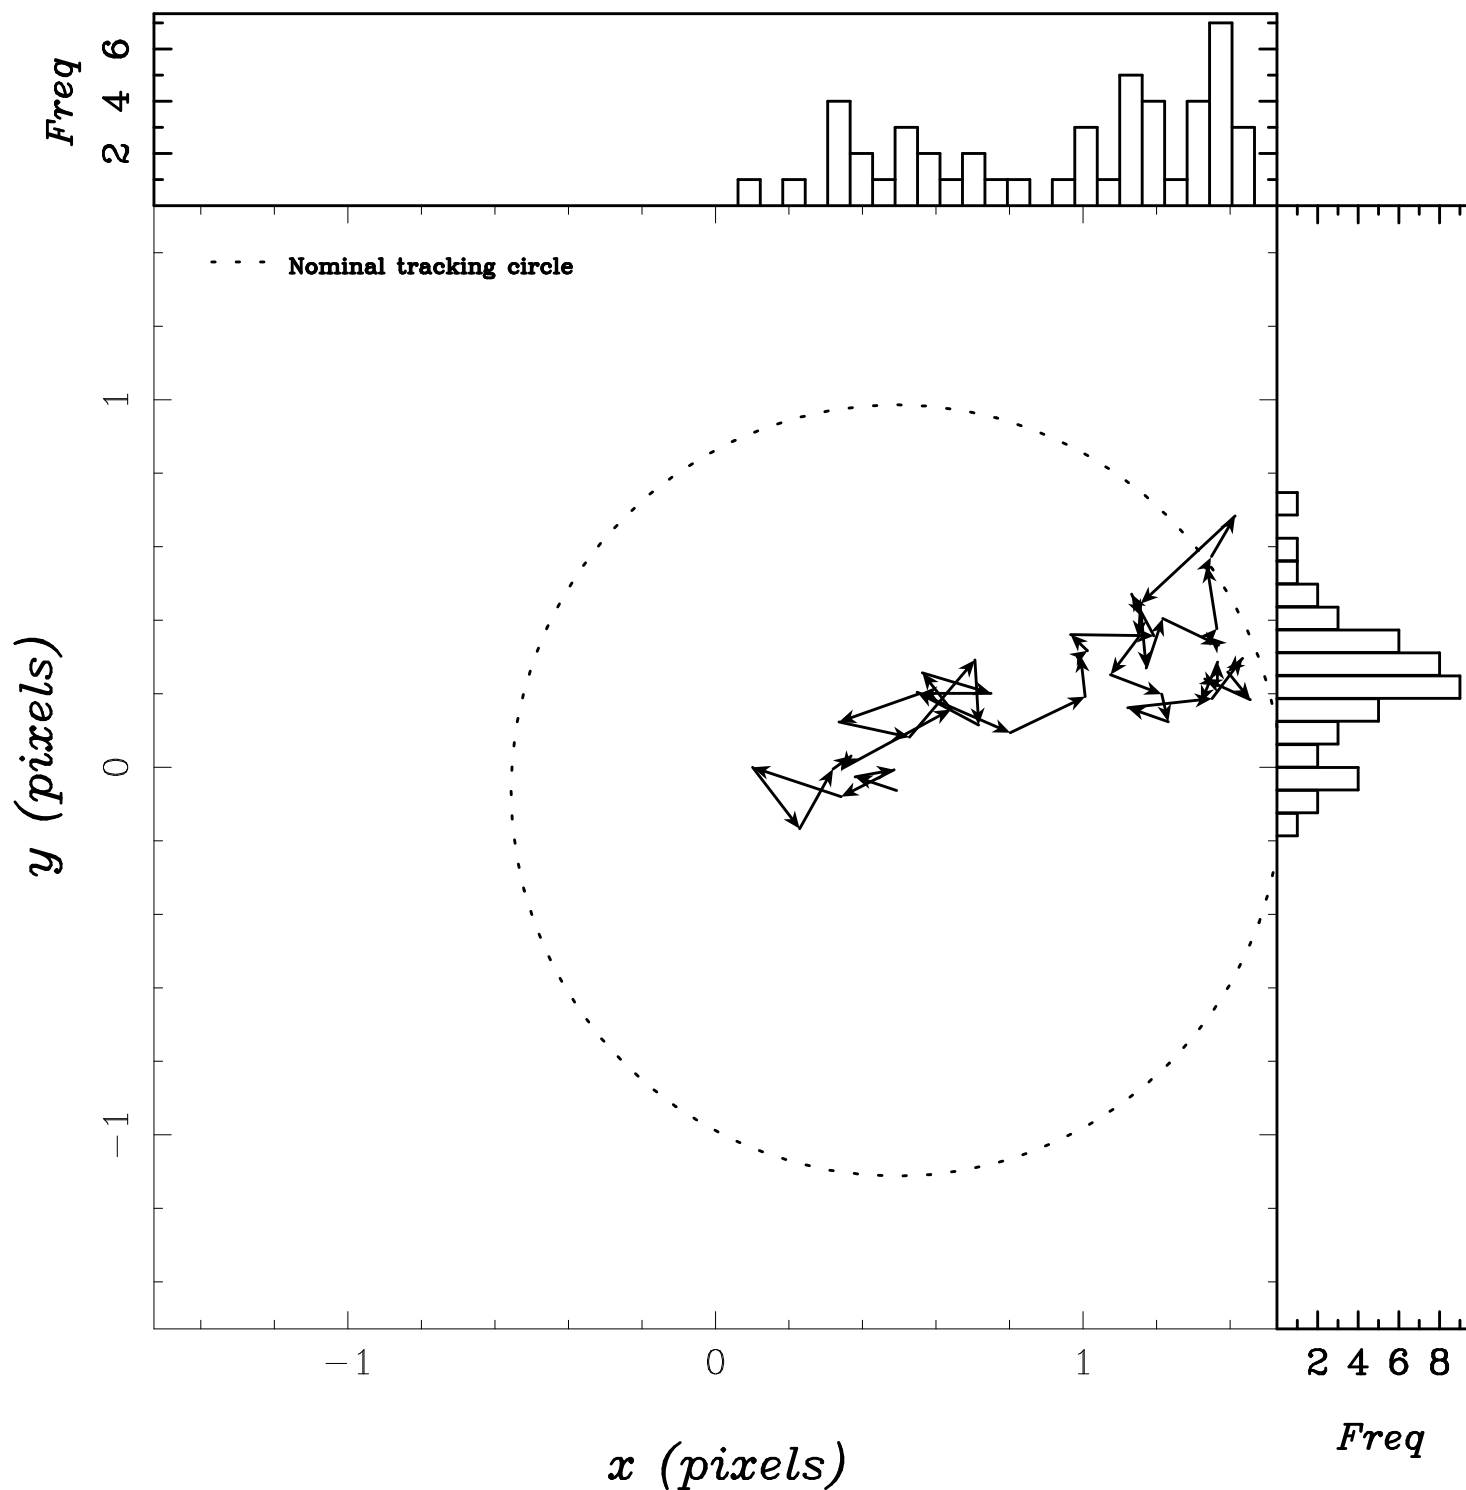 Freq
6
4
2
Nominal tracking circle
y (pixels)
1
0
−1
−1 0 1
2 4 6 8
x (pixels)
Freq